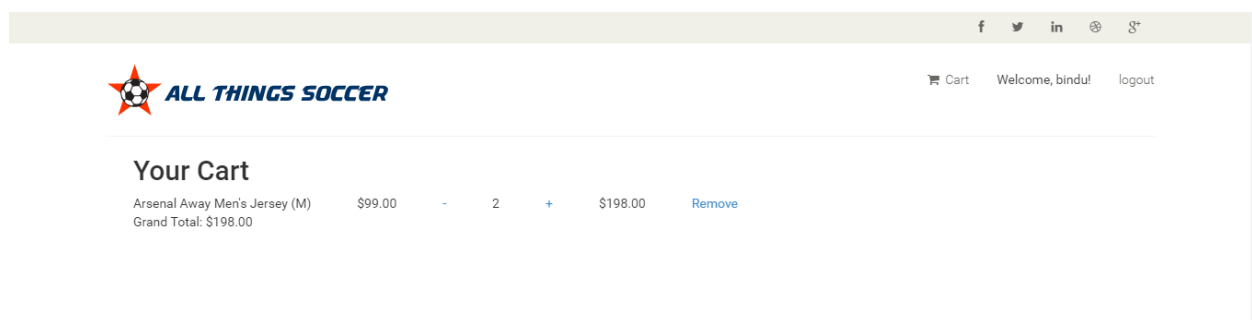 f in g+
Cart Welcome, bindu! logout
ALL THINGS SOCCER
Your Cart
Arsenal Away Men's Jersey (M) $99.00 - 2 + $198.00 Remove
Grand Total: $198.00